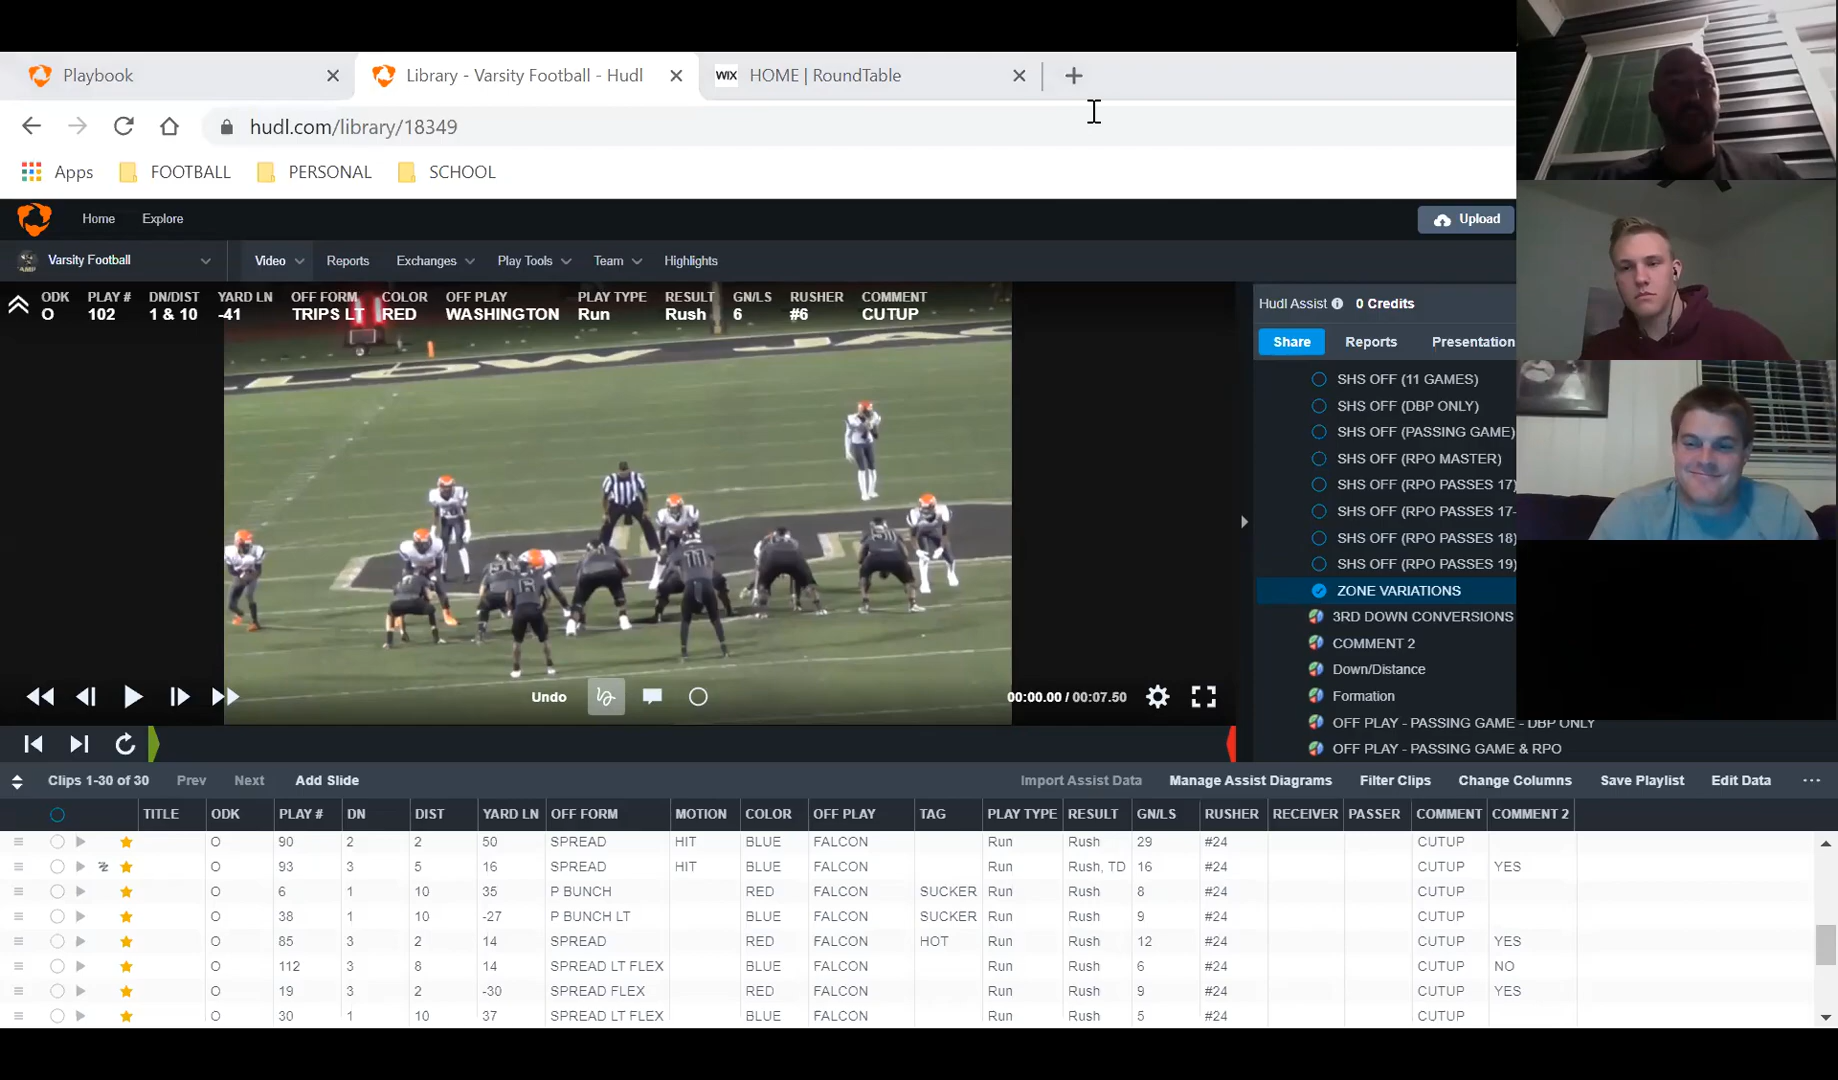 Playbook
Library - Varsity Football - Hudl
WIX HOME | RoundTable
hudl.com/library/18349
Apps FOOTBALL PERSONAL SCHOOL
Home Explore Upload
Varsity Football Video Reports Exchanges Play Tools Team Highlights
ODK PLAY # DN/DIST YARD LN OFF FORM COLOR OFF PLAY PLAY TYPE RESULT GN/LS RUSHER COMMENT
O 102 1 & 10 -41 TRIPS LT RED WASHINGTON Run Rush 6 #6 CUTUP
LOW JA
6
11
Hudl Assist 0 Credits
Share Reports Presentation
SHS OFF (11 GAMES)
SHS OFF (DBP ONLY)
SHS OFF (PASSING GAME)
SHS OFF (RPO MASTER)
SHS OFF (RPO PASSES 17)
SHS OFF (RPO PASSES 17-
SHS OFF (RPO PASSES 18)
SHS OFF (RPO PASSES 19)
ZONE VARIATIONS
3RD DOWN CONVERSIONS
COMMENT 2
Down/Distance
Formation
OFF PLAY - PASSING GAME - DBP ONLY
OFF PLAY - PASSING GAME & RPO
Undo
00:00.00 / 00:07.50
Clips 1-30 of 30 Prev Next Add Slide Import Assist Data Manage Assist Diagrams Filter Clips Change Columns Save Playlist Edit Data
TITLE ODK PLAY # DN DIST YARD LN OFF FORM MOTION COLOR OFF PLAY TAG PLAY TYPE RESULT GN/LS RUSHER RECEIVER PASSER COMMENT COMMENT 2
O 90 2 2 50 SPREAD HIT BLUE FALCON Run Rush 29 #24 CUTUP
O 93 3 5 16 SPREAD HIT BLUE FALCON Run Rush, TD 16 #24 CUTUP YES
O 6 1 10 35 P BUNCH RED FALCON SUCKER Run Rush 8 #24 CUTUP
O 38 1 10 -27 P BUNCH LT BLUE FALCON SUCKER Run Rush 9 #24 CUTUP
O 85 3 2 14 SPREAD RED FALCON HOT Run Rush 12 #24 CUTUP YES
O 112 3 8 14 SPREAD LT FLEX BLUE FALCON Run Rush 6 #24 CUTUP NO
O 19 3 2 -30 SPREAD FLEX RED FALCON Run Rush 9 #24 CUTUP YES
O 30 1 10 37 SPREAD LT FLEX BLUE FALCON Run Rush 5 #24 CUTUP